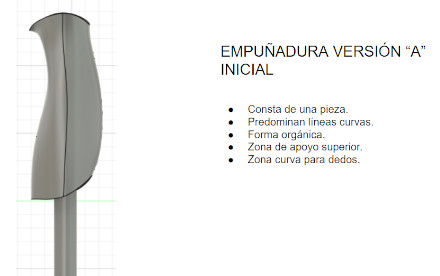 EMPUÑADURA VERSIÓN “A”
INICIAL
● Consta de una pieza.
● Predominan líneas curvas.
● Forma orgánica.
● Zona de apoyo superior.
● Zona curva para dedos.